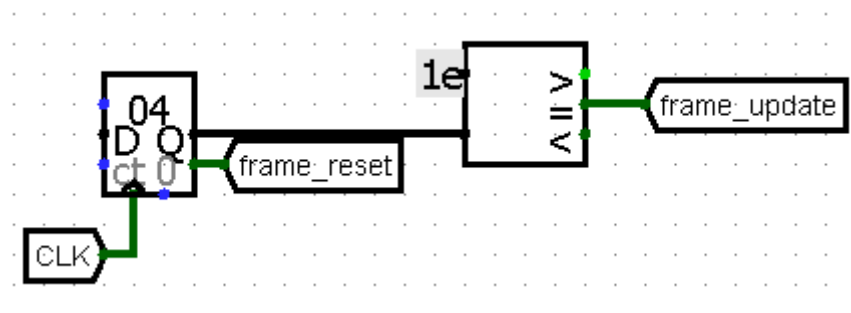 1e
>
04
=
frame_update
D Q
<
ct 0
frame_reset
CLK